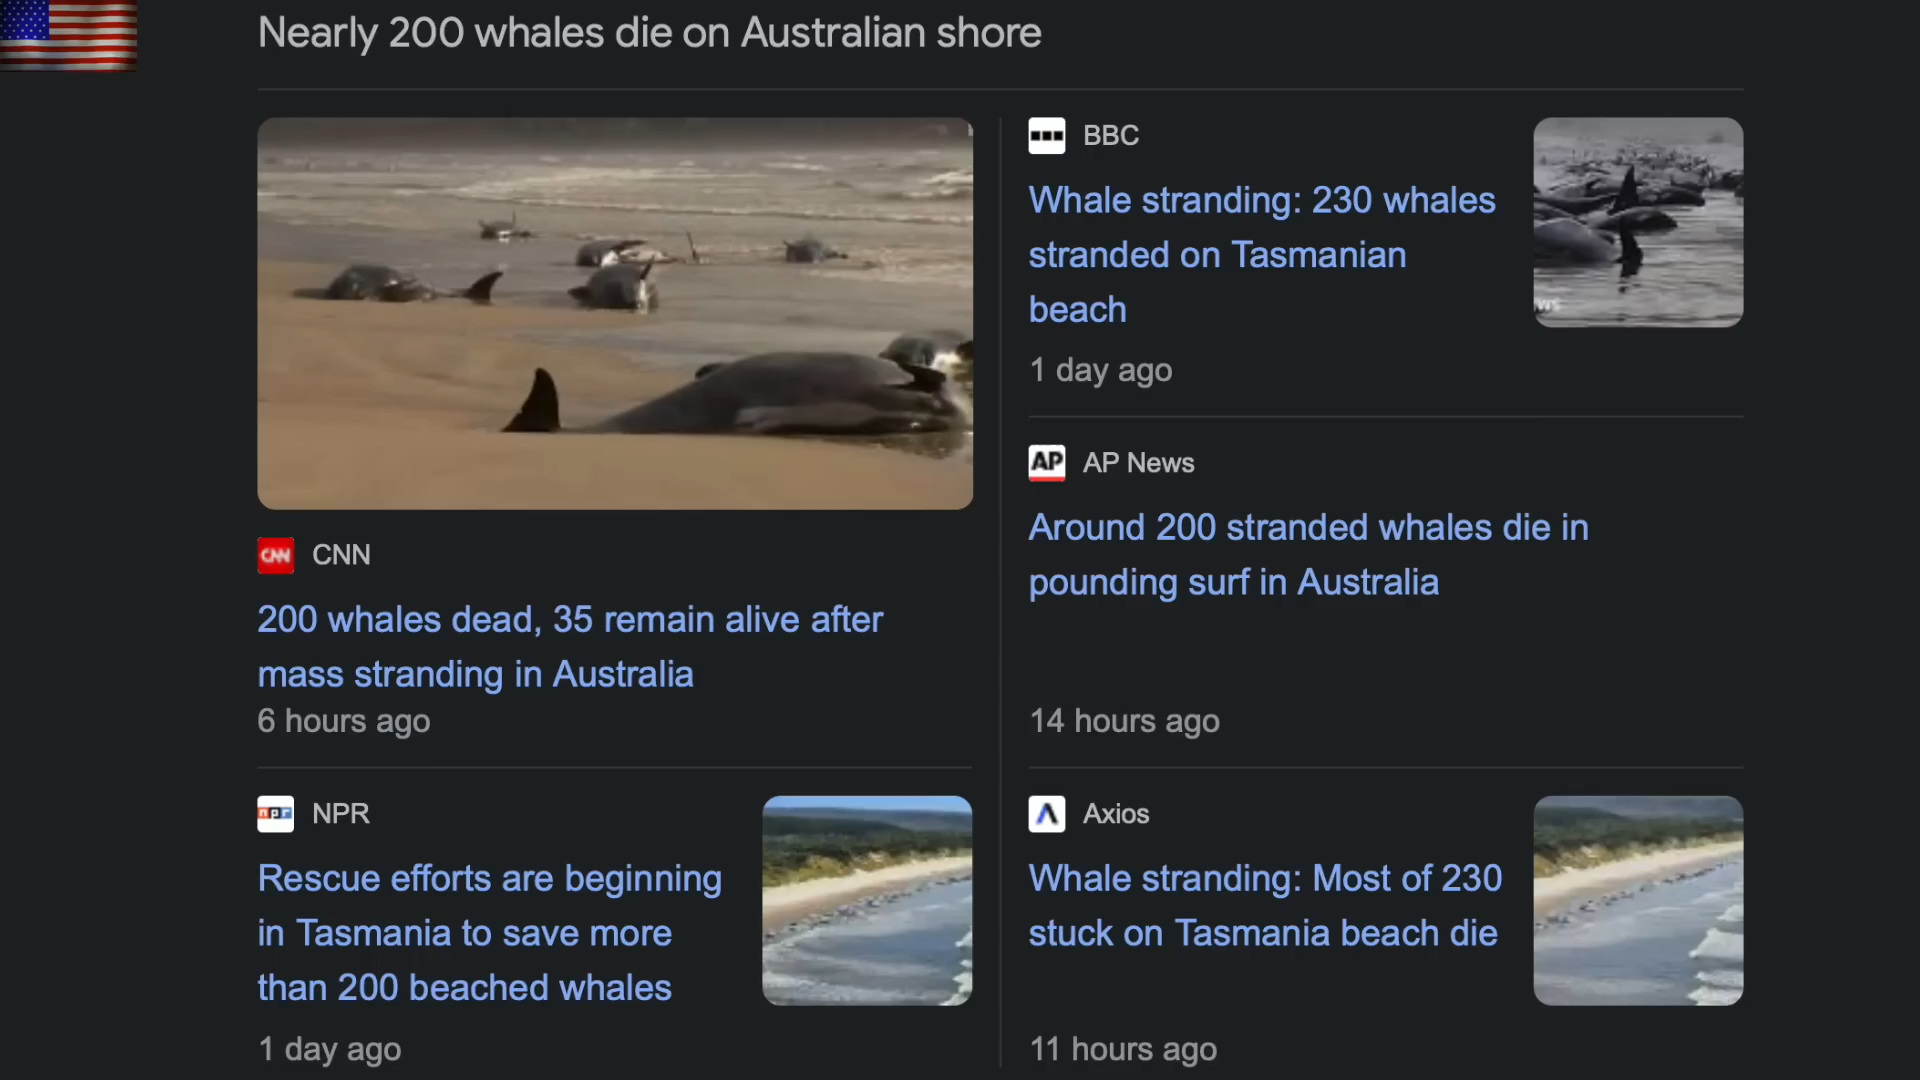 Nearly 200 whales die on Australian shore
CNN
CNN
200 whales dead, 35 remain alive after
mass stranding in Australia
6 hours ago
npr
NPR
Rescue efforts are beginning
in Tasmania to save more
than 200 beached whales
1 day ago
BBC
Whale stranding: 230 whales
stranded on Tasmanian
beach
1 day ago
WS
AP
AP News
Around 200 stranded whales die in
pounding surf in Australia
14 hours ago
Axios
Whale stranding: Most of 230
stuck on Tasmania beach die
11 hours ago